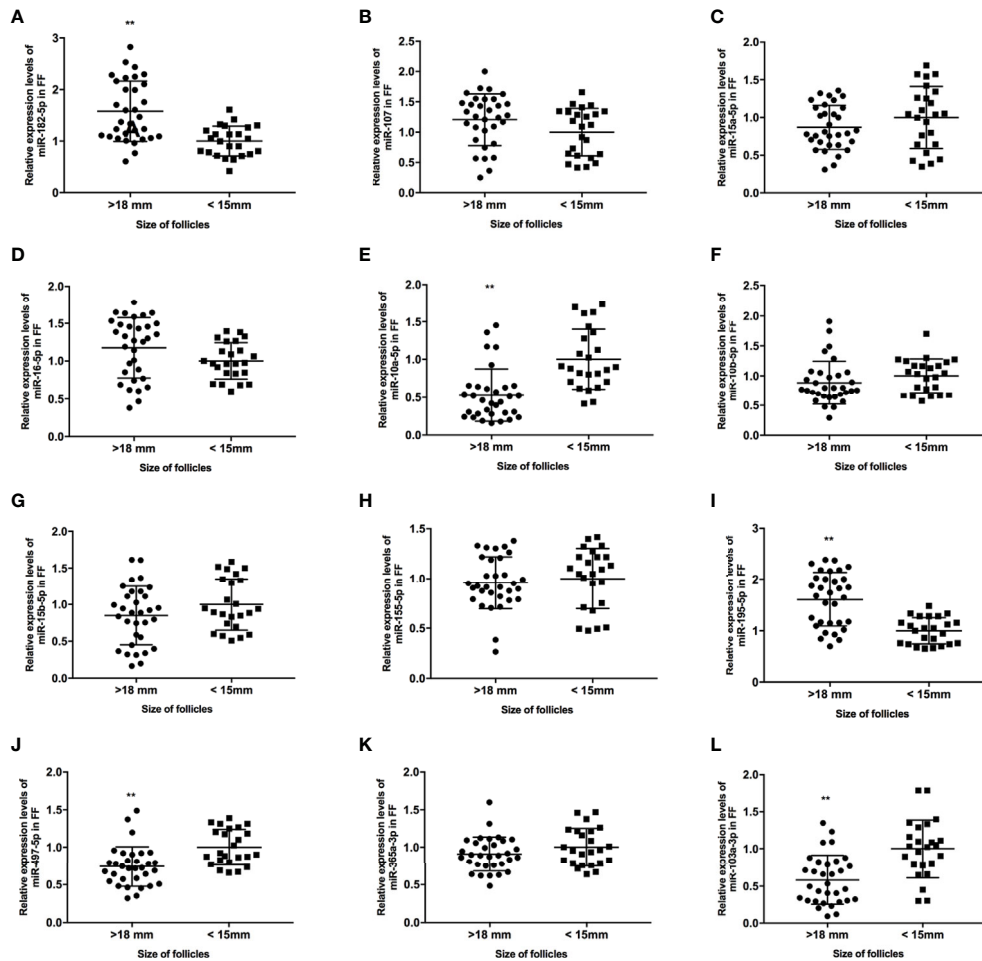 A
Relative expression levels of
miR-182-5p in FF
**
3
2
1
0
>18 mm
< 15mm
Size of follicles
B
Relative expression levels of
miR-107 in FF
2.5
2.0
1.5
1.0
0.5
0.0
>18 mm
< 15mm
Size of follicles
C
Relative expression levels of
miR-15a-5p in FF
2.0
1.5
1.0
0.5
0.0
>18 mm
< 15mm
Size of follicles
D
Relative expression levels of
miR-16-5p in FF
2.0
1.5
1.0
0.5
0.0
>18 mm
< 15mm
Size of follicles
E
Relative expression levels of
miR-10a-5p in FF
**
2.0
1.5
1.0
0.5
0.0
>18 mm
< 15mm
Size of follicles
F
Relative expression levels of
miR-10b-5p in FF
2.5
2.0
1.5
1.0
0.5
0.0
>18 mm
< 15mm
Size of follicles
G
Relative expression levels of
miR-15b-5p in FF
2.0
1.5
1.0
0.5
0.0
>18 mm
< 15mm
Size of follicles
H
Relative expression levels of
miR-155-5p in FF
1.5
1.0
0.5
0.0
>18 mm
< 15mm
Size of follicles
I
Relative expression levels of
miR-195-5p in FF
**
3
2
1
0
>18 mm
< 15mm
Size of follicles
J
Relative expression levels of
miR-497-5p in FF
**
2.0
1.5
1.0
0.5
0.0
>18 mm
< 15mm
Size of follicles
K
Relative expression levels of
miR-365a-3p in FF
2.0
1.5
1.0
0.5
0.0
>18 mm
< 15mm
Size of follicles
L
Relative expression levels of
miR-103a-3p in FF
**
2.0
1.5
1.0
0.5
0.0
>18 mm
< 15mm
Size of follicles